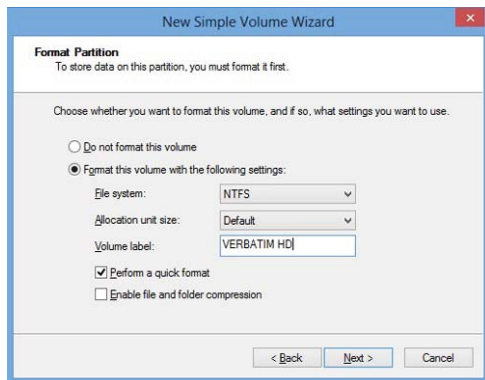 New Simple Volume Wizard
Format Partition
To store data on this partition, you must format it first.
Choose whether you want to format this volume, and if so, what settings you want to use.
Do not format this volume
Format this volume with the following settings:
File system: NTFS
Allocation unit size: Default
Volume label: VERBATIM HD
Perform a quick format
Enable file and folder compression
< Back Next > Cancel